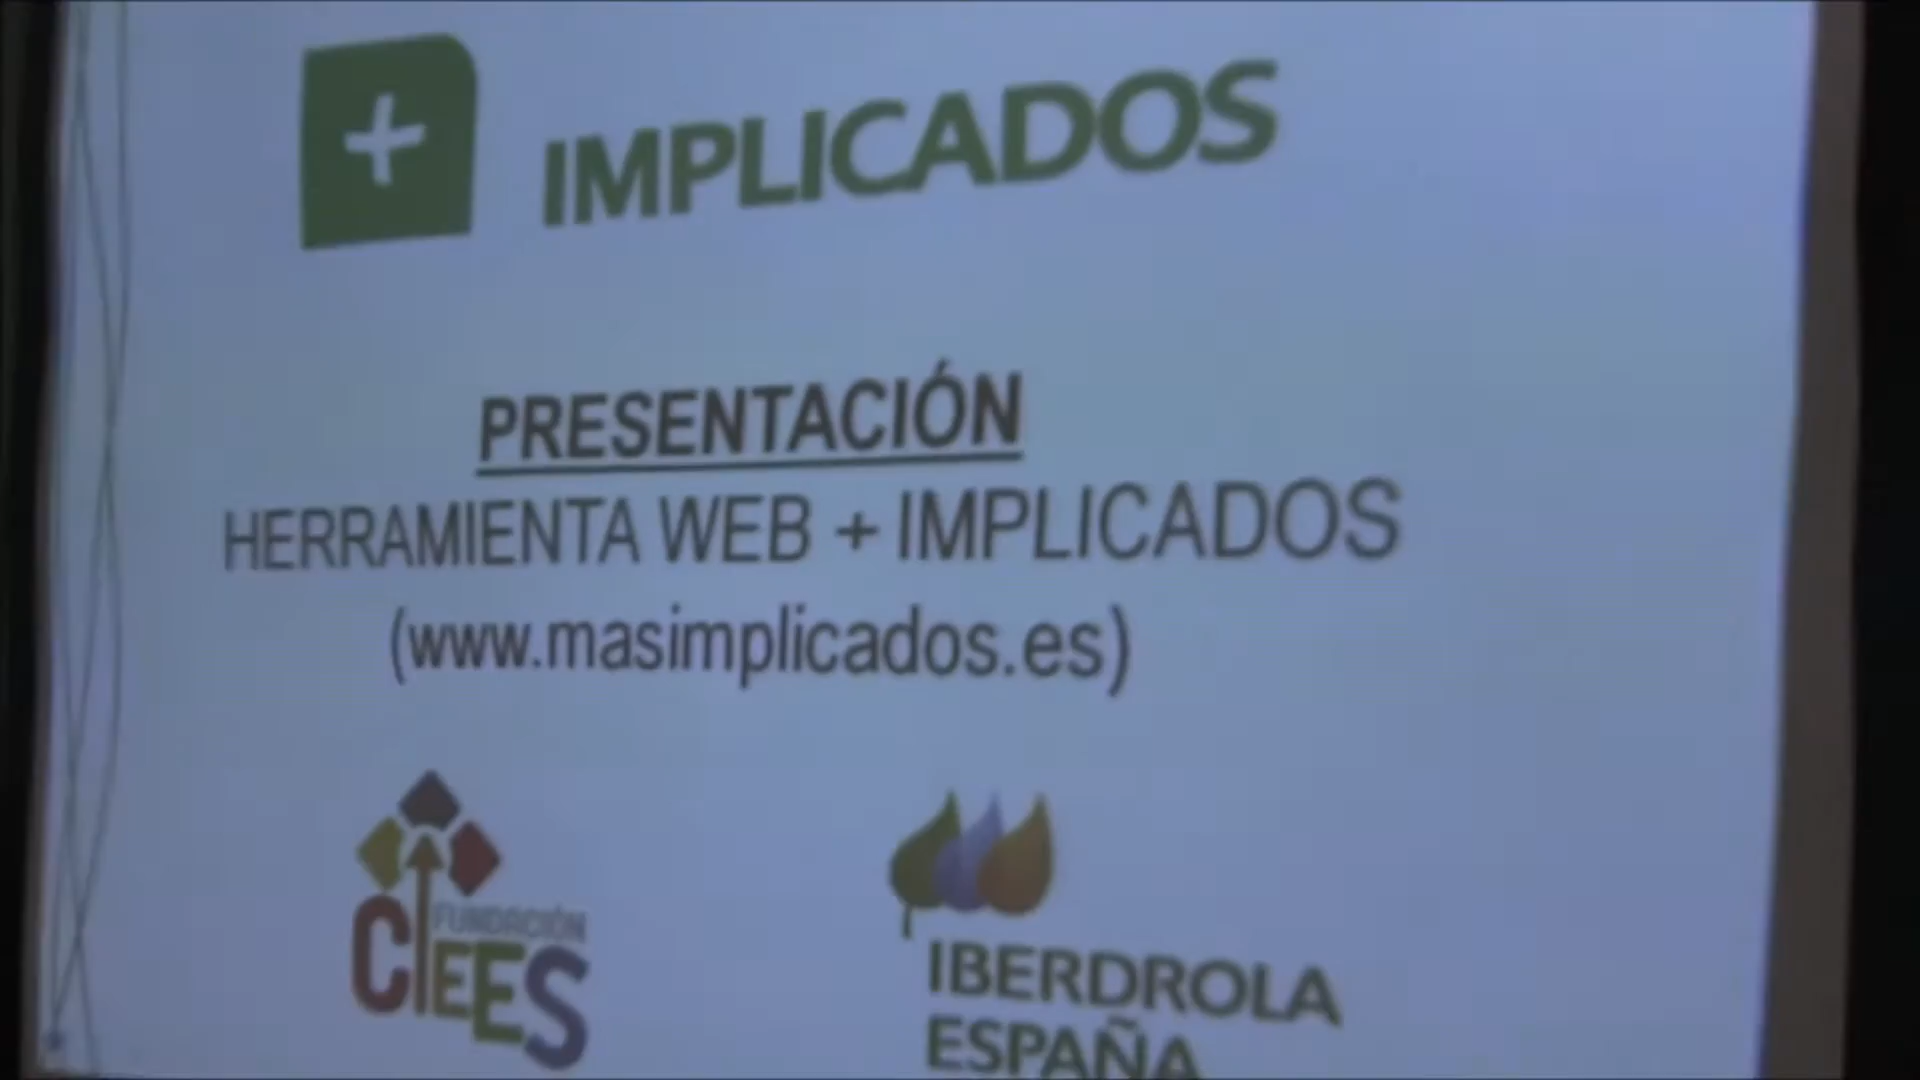 + IMPLICADOS
PRESENTACIÓN
HERRAMIENTA WEB + IMPLICADOS
(www.masimplicados.es)
FUNDACIÓN
CIEES
IBERDROLA
ESPAÑA